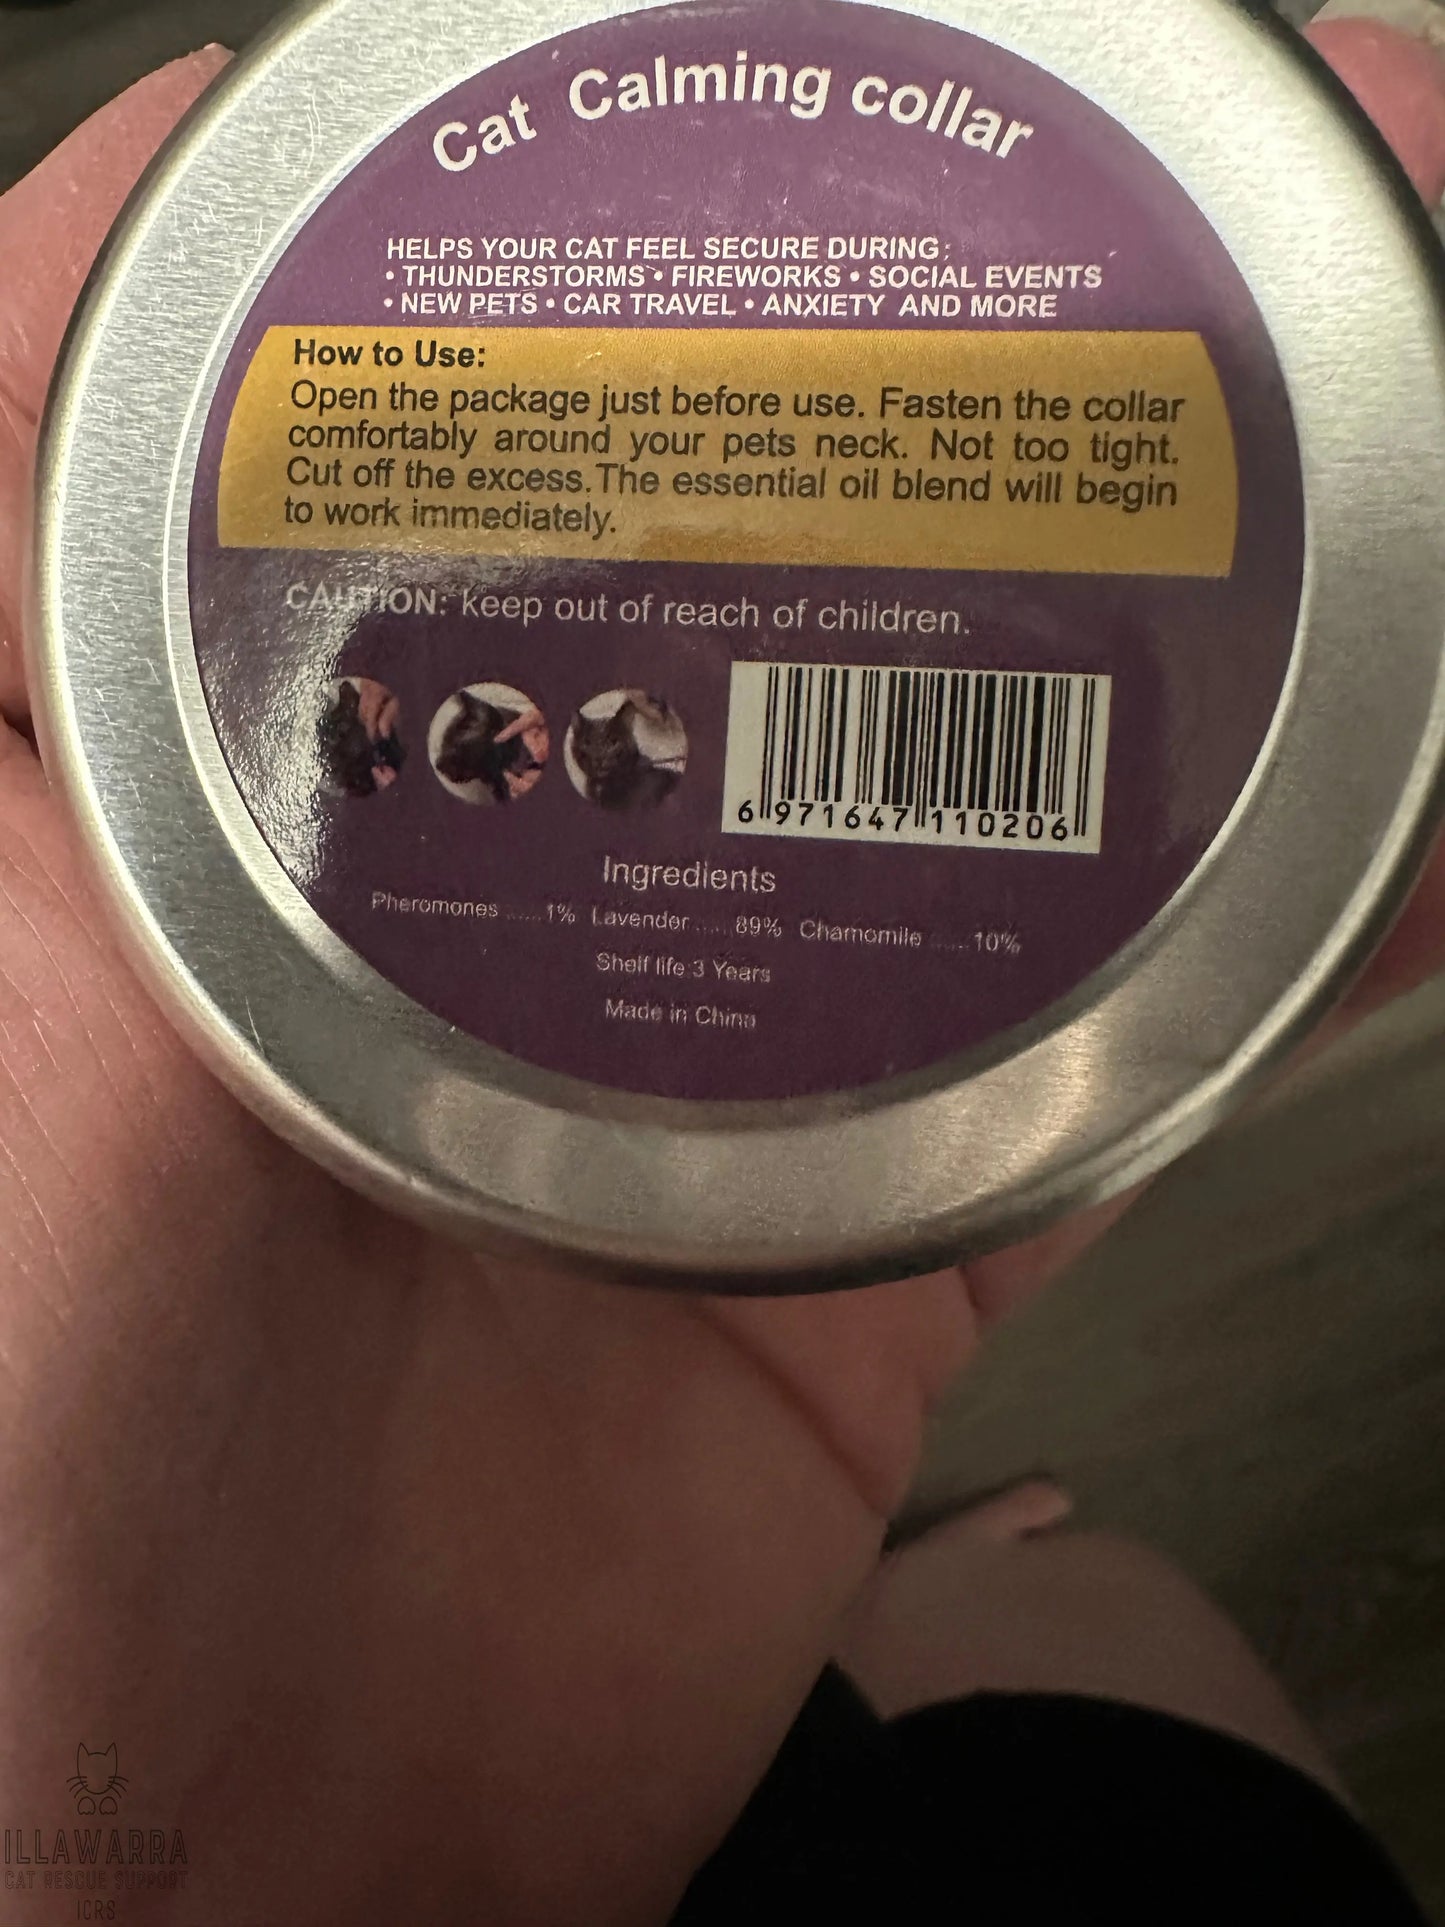 Cat Calming collar
HELPS YOUR CAT FEEL SECURE DURING:
• THUNDERSTORMS • FIREWORKS • SOCIAL EVENTS
• NEW PETS • CAR TRAVEL • ANXIETY AND MORE
How to Use:
Open the package just before use. Fasten the collar
comfortably around your pets neck. Not too tight.
Cut off the excess.The essential oil blend will begin
to work immediately.
CAUTION: keep out of reach of children.
6 971647 110206
Ingredients
Pheromones ......1% Lavender......89% Chamomile ......10%
Shelf life:3 Years
Made in China
ILLAWARRA
CAT RESCUE SUPPORT
ICRS